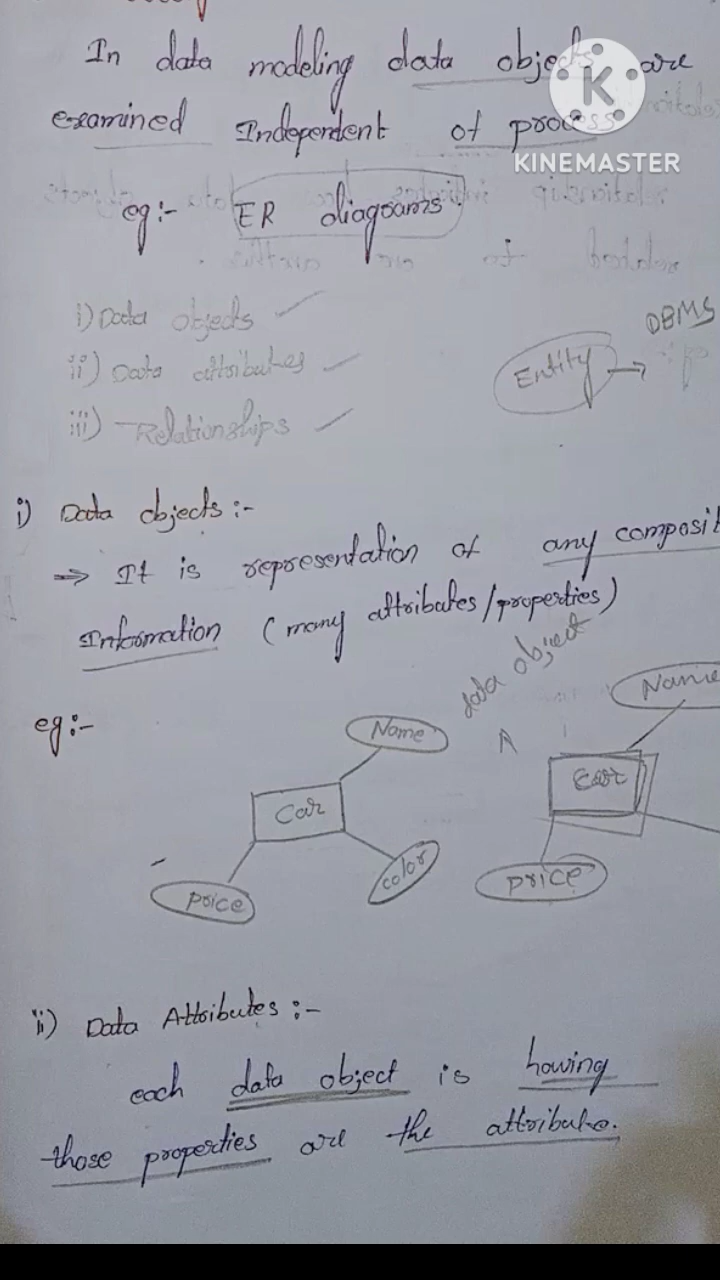 In data modeling data objects are
examined Independent of process
KINEMASTER
eg:- ER diagrams
i) Data objects
ii) Data attributes
iii) Relationships
Entity →
DBMS
i) Data objects :-
⇒ It is representation of any composit
Information (many attributes/properties)
data object
eg:-
Name
Car
Price
color
Name
Car
price
ii) Data Attributes :-
each data object is howing
those properties are the attribute.